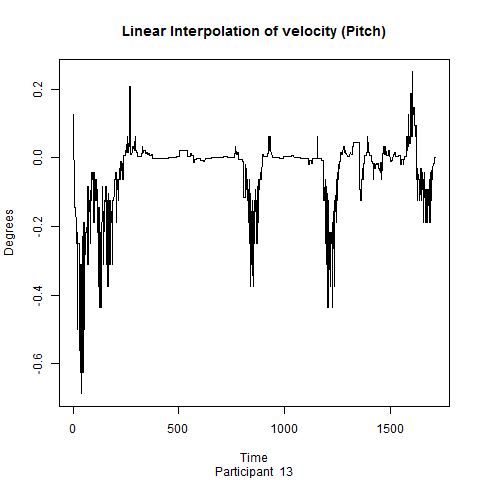 Linear Interpolation of velocity (Pitch)
Degrees
0.2
0.0
-0.2
-0.4
-0.6
0
500
1000
1500
Time
Participant 13